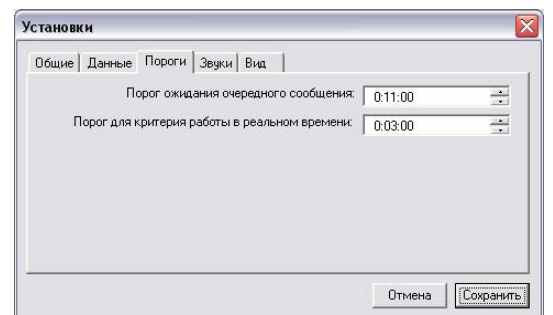 Установки
Общие Данные Пороги Звуки Вид
Порог ожидания очередного сообщения: 0:11:00
Порог для критерия работы в реальном времени: 0:03:00
Отмена Сохранить